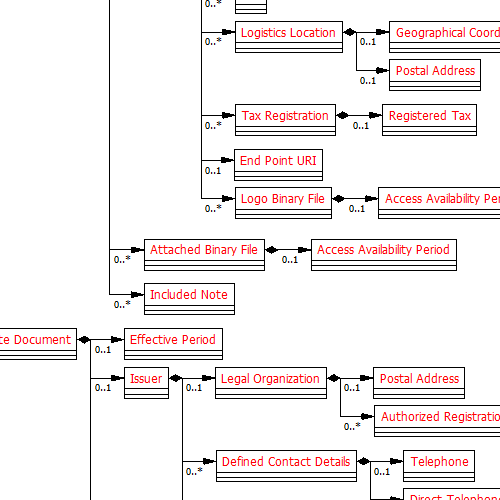 0..*
Logistics Location
0..*
0..1
Geographical Coord
0..1
Postal Address
Tax Registration
0..*
0..1
Registered Tax
End Point URI
0..1
Logo Binary File
0..*
0..1
Access Availability Per
Attached Binary File
0..*
0..1
Access Availability Period
Included Note
0..*
te Document
0..1
Effective Period
0..1
Issuer
0..1
Legal Organization
0..1
Postal Address
0..*
Authorized Registratio
0..*
Defined Contact Details
0..1
Telephone
Direct Telephone